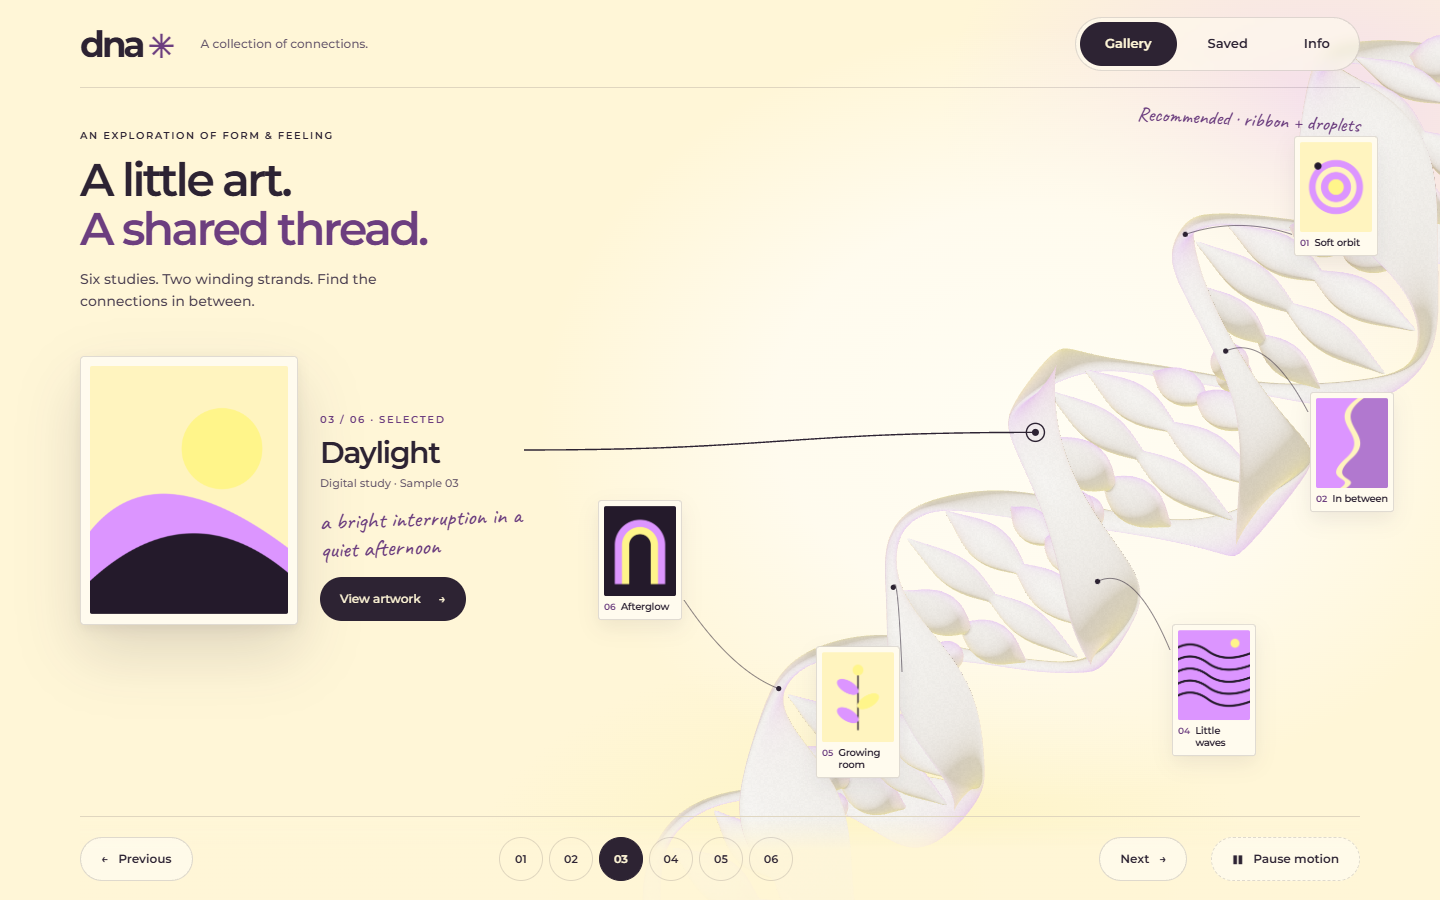 dna
A collection of connections.
Gallery
Saved
Info
Recommended · ribbon + droplets
AN EXPLORATION OF FORM & FEELING
A little art.
A shared thread.
Six studies. Two winding strands. Find the
connections in between.
01 Soft orbit
03 / 06 · SELECTED
Daylight
Digital study · Sample 03
a bright interruption in a
quiet afternoon
View artwork →
02 In between
06 Afterglow
05 Growing
room
04 Little
waves
← Previous
01
02
03
04
05
06
Next →
Pause motion